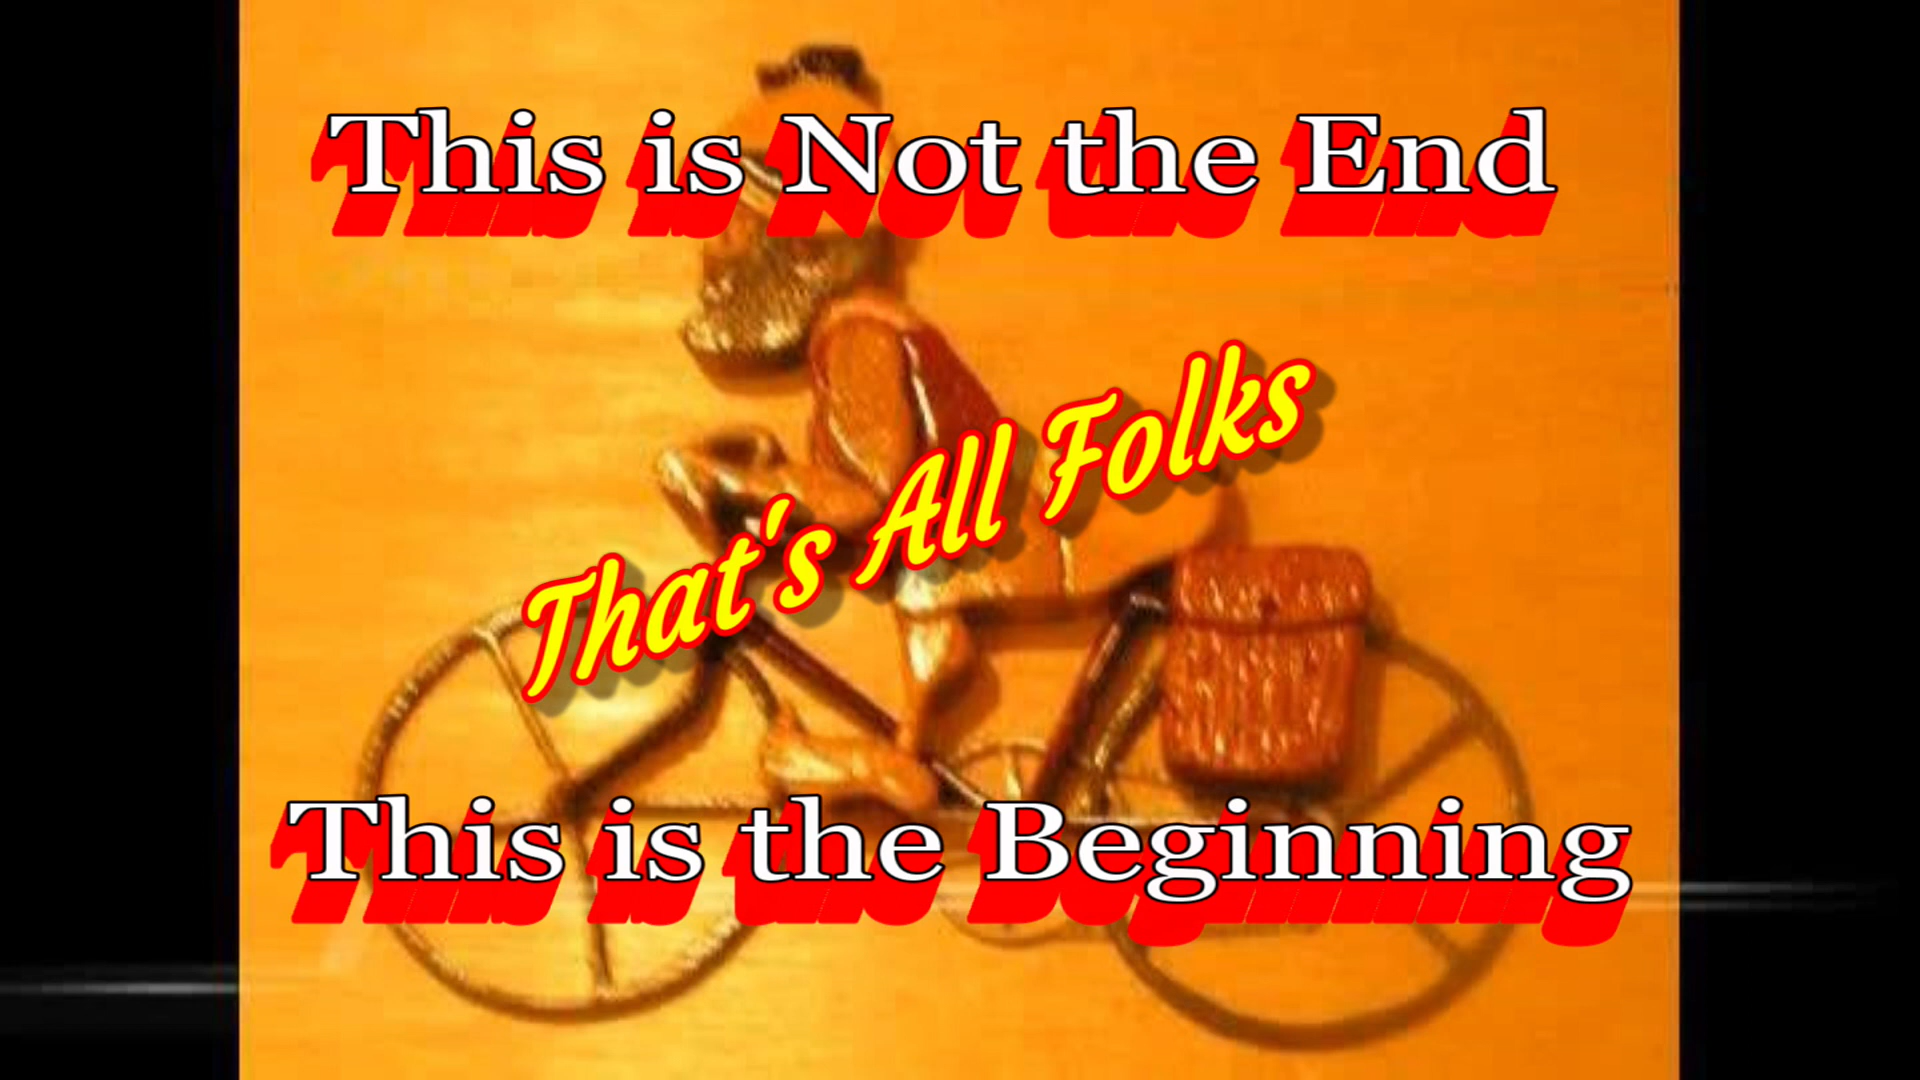 This is Not the End
That's All Folks
This is the Beginning